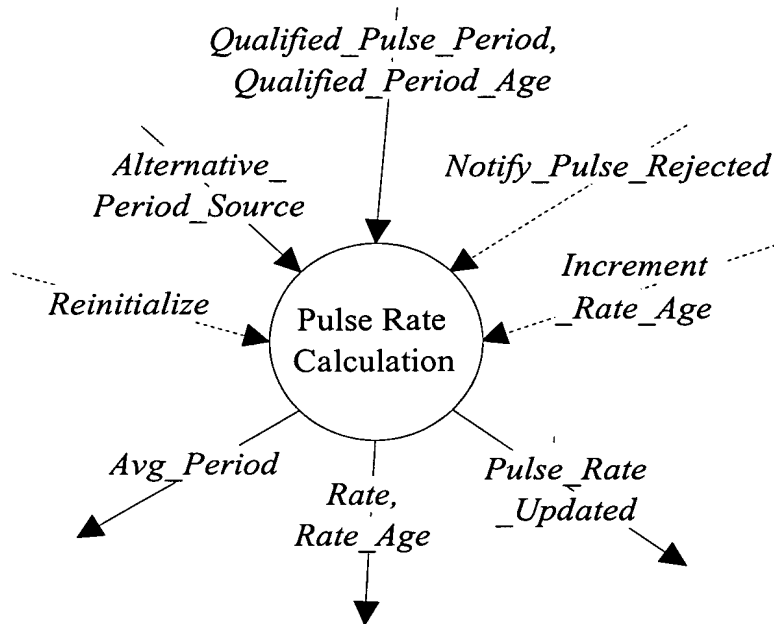 Qualified_Pulse_Period,
Qualified_Period_Age
Alternative_
Period_Source
Notify_Pulse_Rejected
Increment
_Rate_Age
Reinitialize
Pulse Rate
Calculation
Avg_Period
Rate,
Rate_Age
Pulse_Rate
_Updated